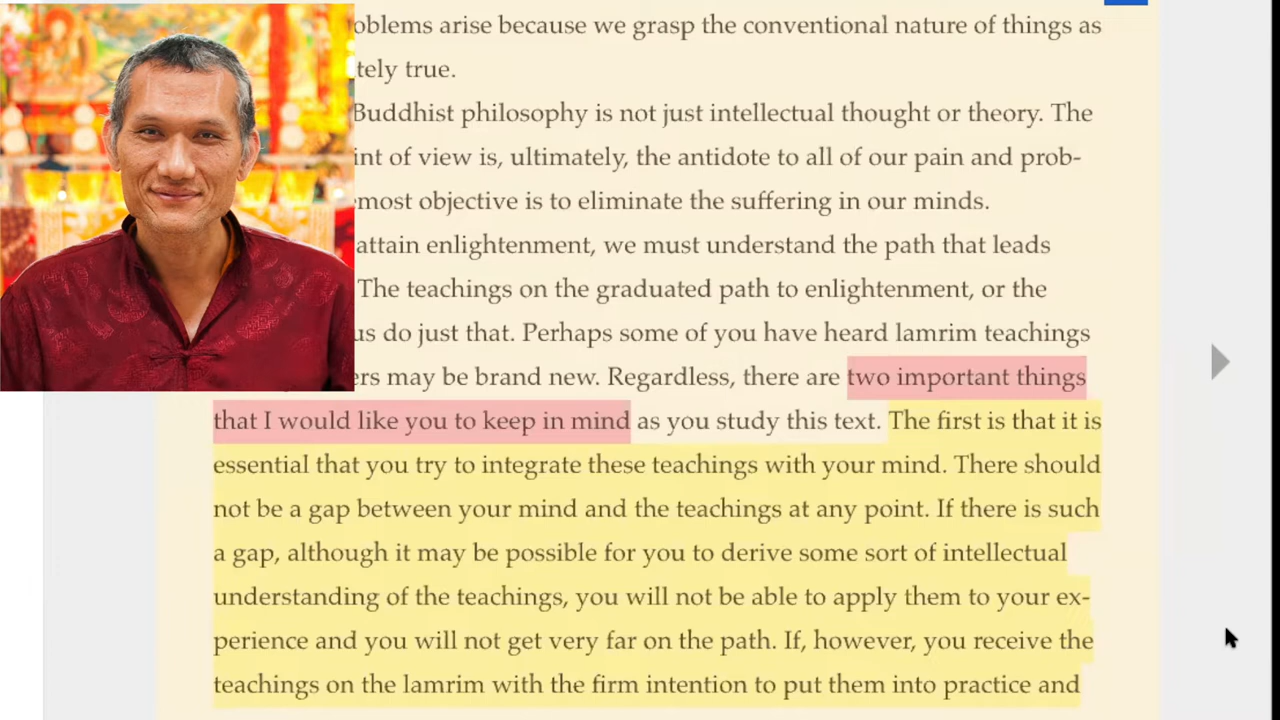 oblems arise because we grasp the conventional nature of things as
tely true.
Buddhist philosophy is not just intellectual thought or theory. The
int of view is, ultimately, the antidote to all of our pain and prob-
most objective is to eliminate the suffering in our minds.
attain enlightenment, we must understand the path that leads
The teachings on the graduated path to enlightenment, or the
us do just that. Perhaps some of you have heard lamrim teachings
ers may be brand new. Regardless, there are two important things
that I would like you to keep in mind as you study this text. The first is that it is
essential that you try to integrate these teachings with your mind. There should
not be a gap between your mind and the teachings at any point. If there is such
a gap, although it may be possible for you to derive some sort of intellectual
understanding of the teachings, you will not be able to apply them to your ex-
perience and you will not get very far on the path. If, however, you receive the
teachings on the lamrim with the firm intention to put them into practice and